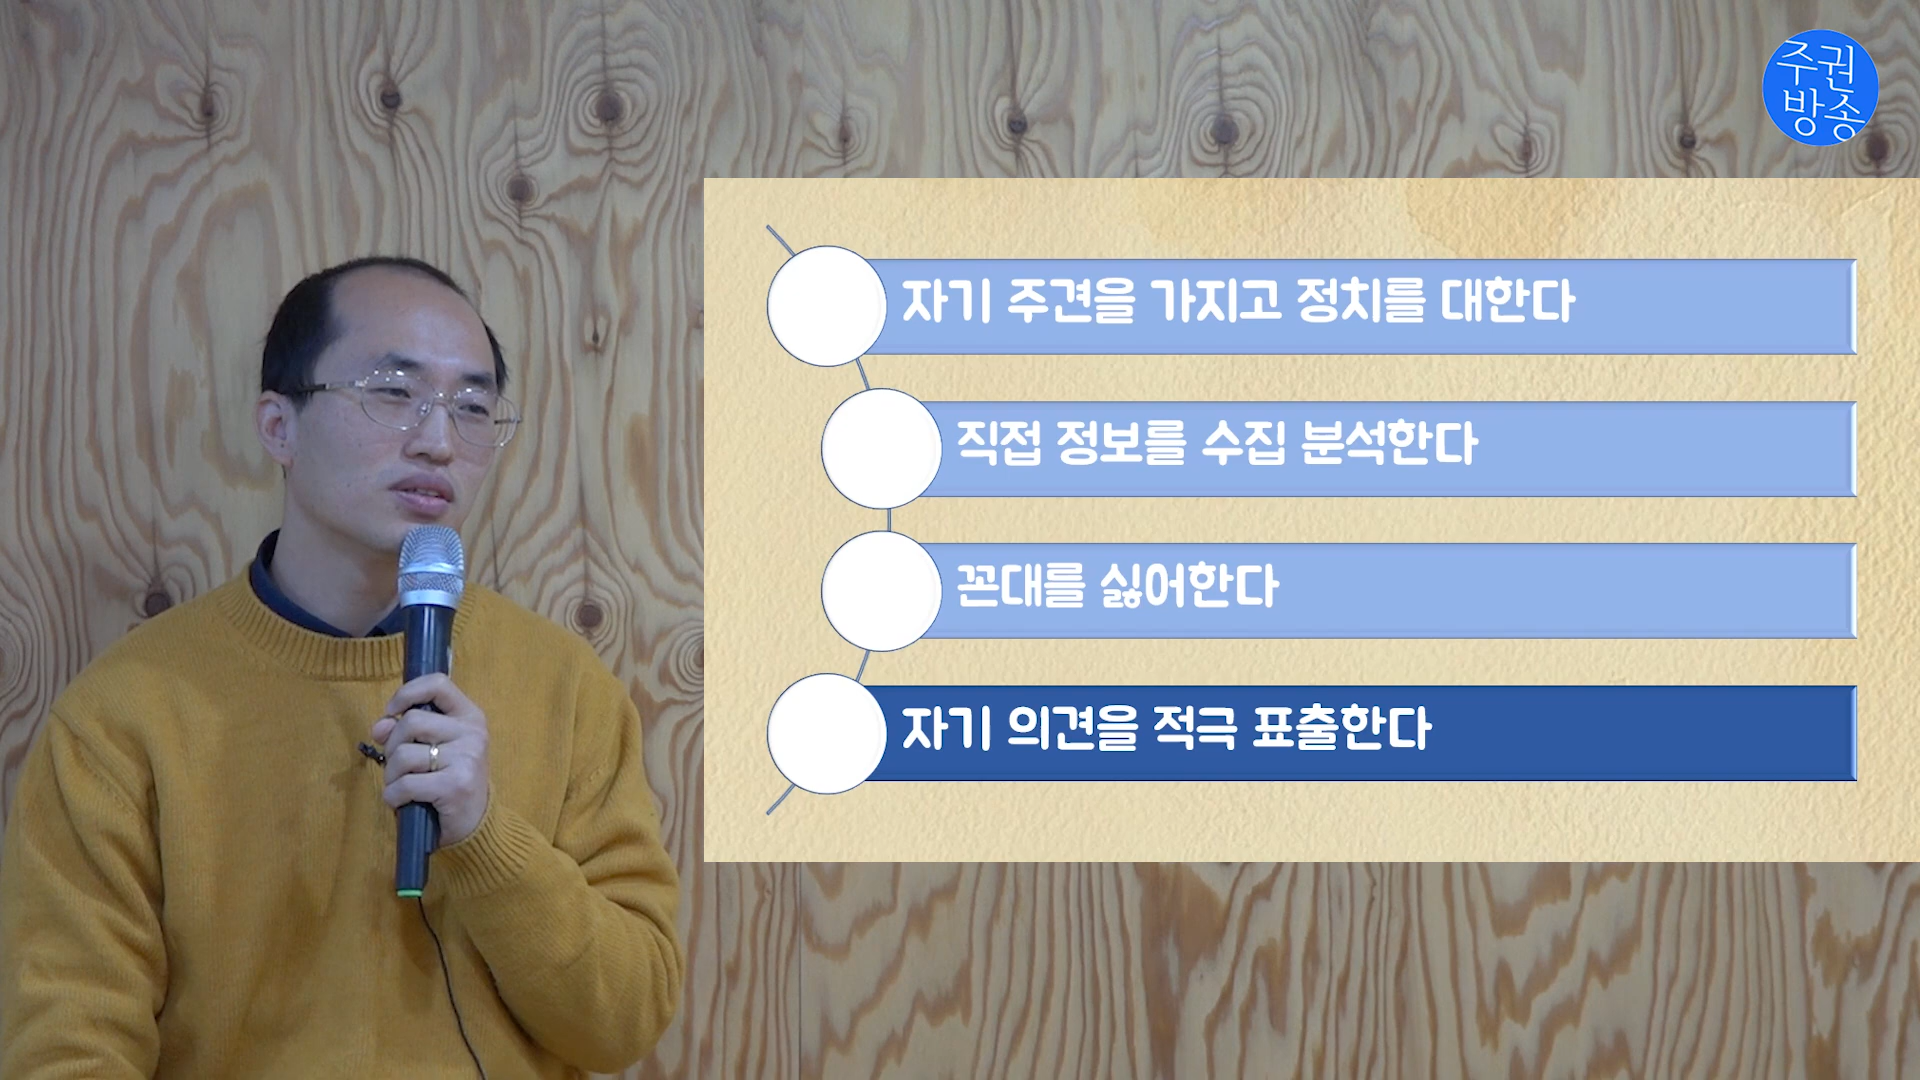 주권
방송
자기 주견을 가지고 정치를 대한다
직접 정보를 수집 분석한다
꼰대를 싫어한다
자기 의견을 적극 표출한다